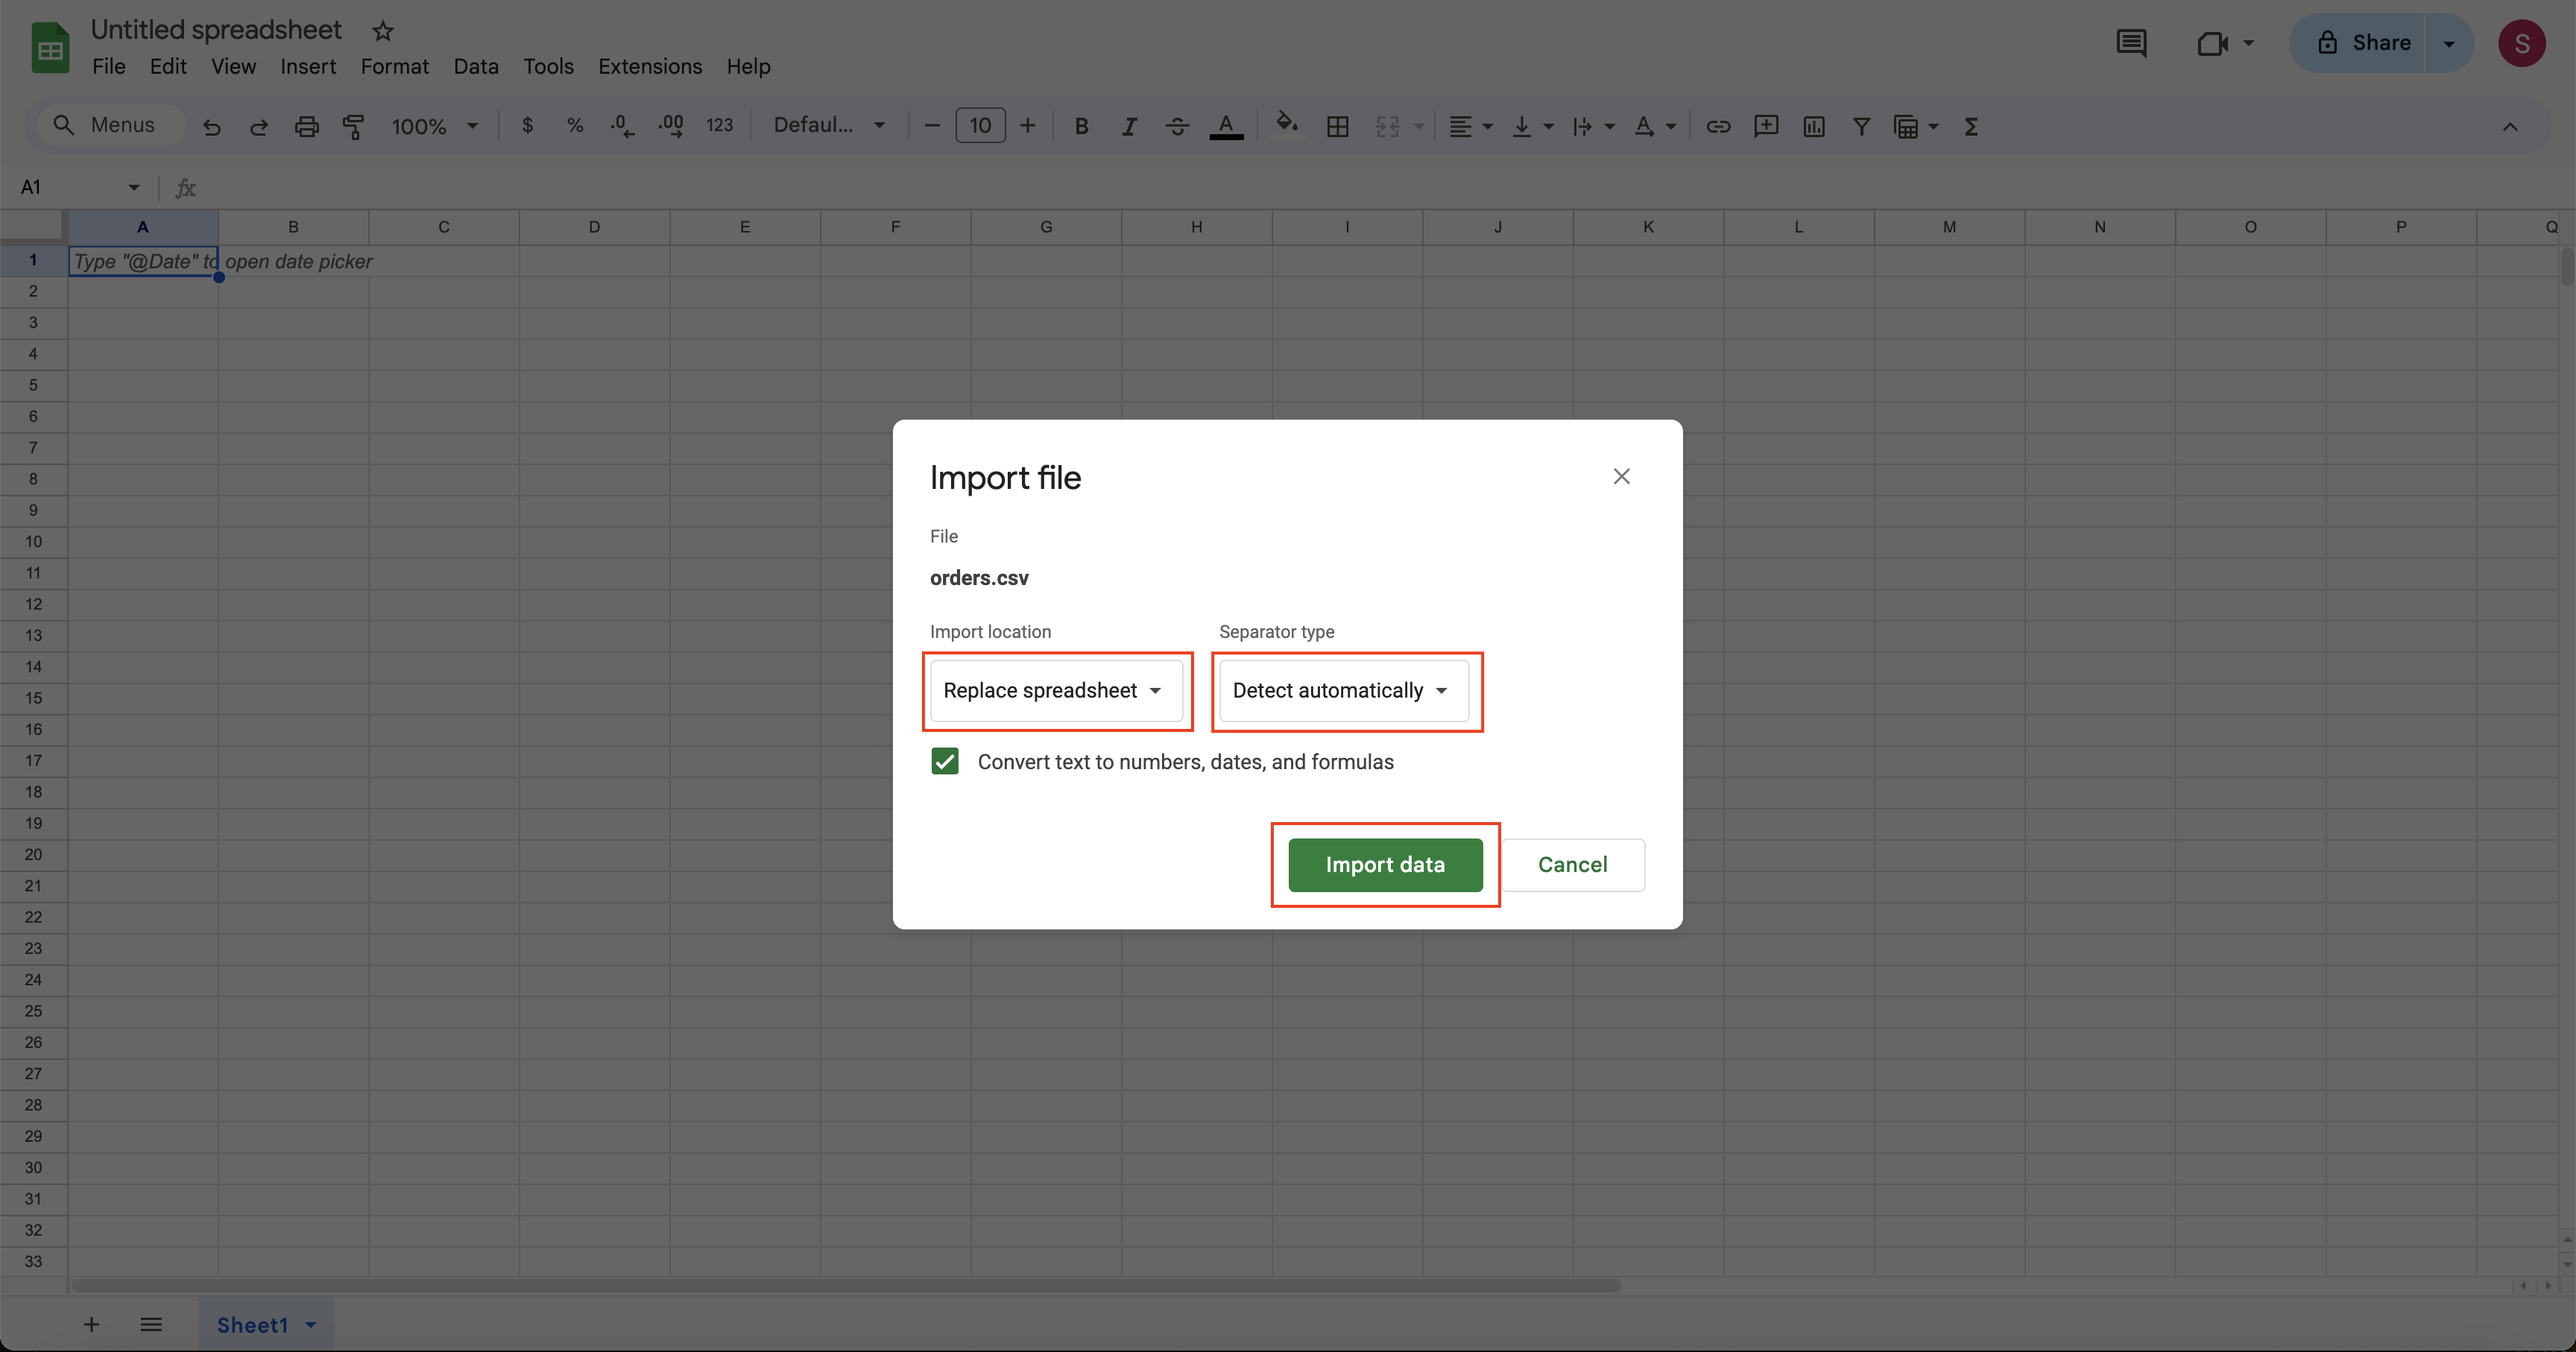 Untitled spreadsheet
File Edit View Insert Format Data Tools Extensions Help
Share
S
Menus 100% $ % .0 .00 123 Defaul... 10 B I A A Σ
A1 fx
A B C D E F G H I J K L M N O P Q
1 Type "@Date" to open date picker
2
3
4
5
6
7
8
9
10
11
12
13
14
15
16
17
18
19
20
21
22
23
24
25
26
27
28
29
30
31
32
33
Import file
File
orders.csv
Import location Separator type
Replace spreadsheet Detect automatically
Convert text to numbers, dates, and formulas
Import data Cancel
Sheet1